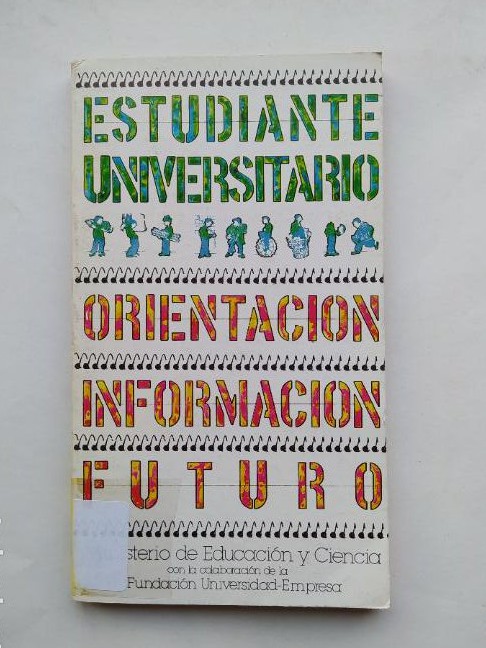 ESTUDIANTE
UNIVERSITARIO
ORIENTACION
INFORMACION
FUTURO
sterio de Educación y Ciencia
con la colaboración de la
Fundación Universidad-Empresa